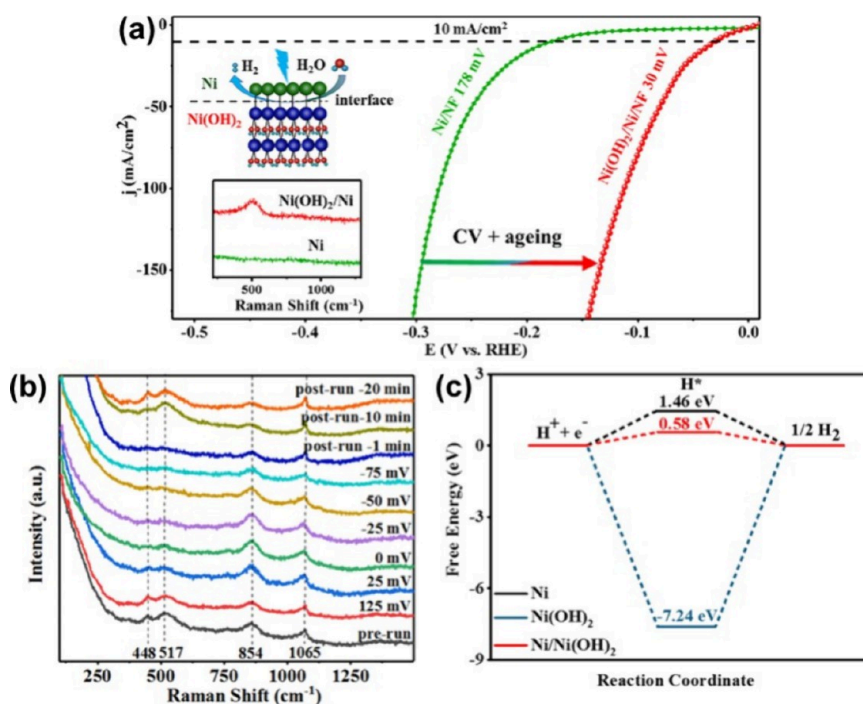 (a)
10 mA/cm²
H₂
H₂O
Ni
interface
Ni(OH)₂
Ni/NF 178 mV
Ni(OH)₂/Ni/NF 30 mV
CV + ageing
Ni(OH)₂/Ni
Ni
500 1000
Raman Shift (cm⁻¹)
j (mA/cm²)
0
-50
-100
-150
-0.5 -0.4 -0.3 -0.2 -0.1 0.0
E (V vs. RHE)
(b)
post-run -20 min
post-run-10 min
post-run -1 min
-75 mV
-50 mV
-25 mV
0 mV
25 mV
125 mV
pre-run
448 517 854 1065
Intensity (a.u.)
250 500 750 1000 1250
Raman Shift (cm⁻¹)
(c)
Free Energy (eV)
3
0
-3
-6
-9
H*
1.46 eV
0.58 eV
H⁺ + e⁻
1/2 H₂
-7.24 eV
Ni
Ni(OH)₂
Ni/Ni(OH)₂
Reaction Coordinate